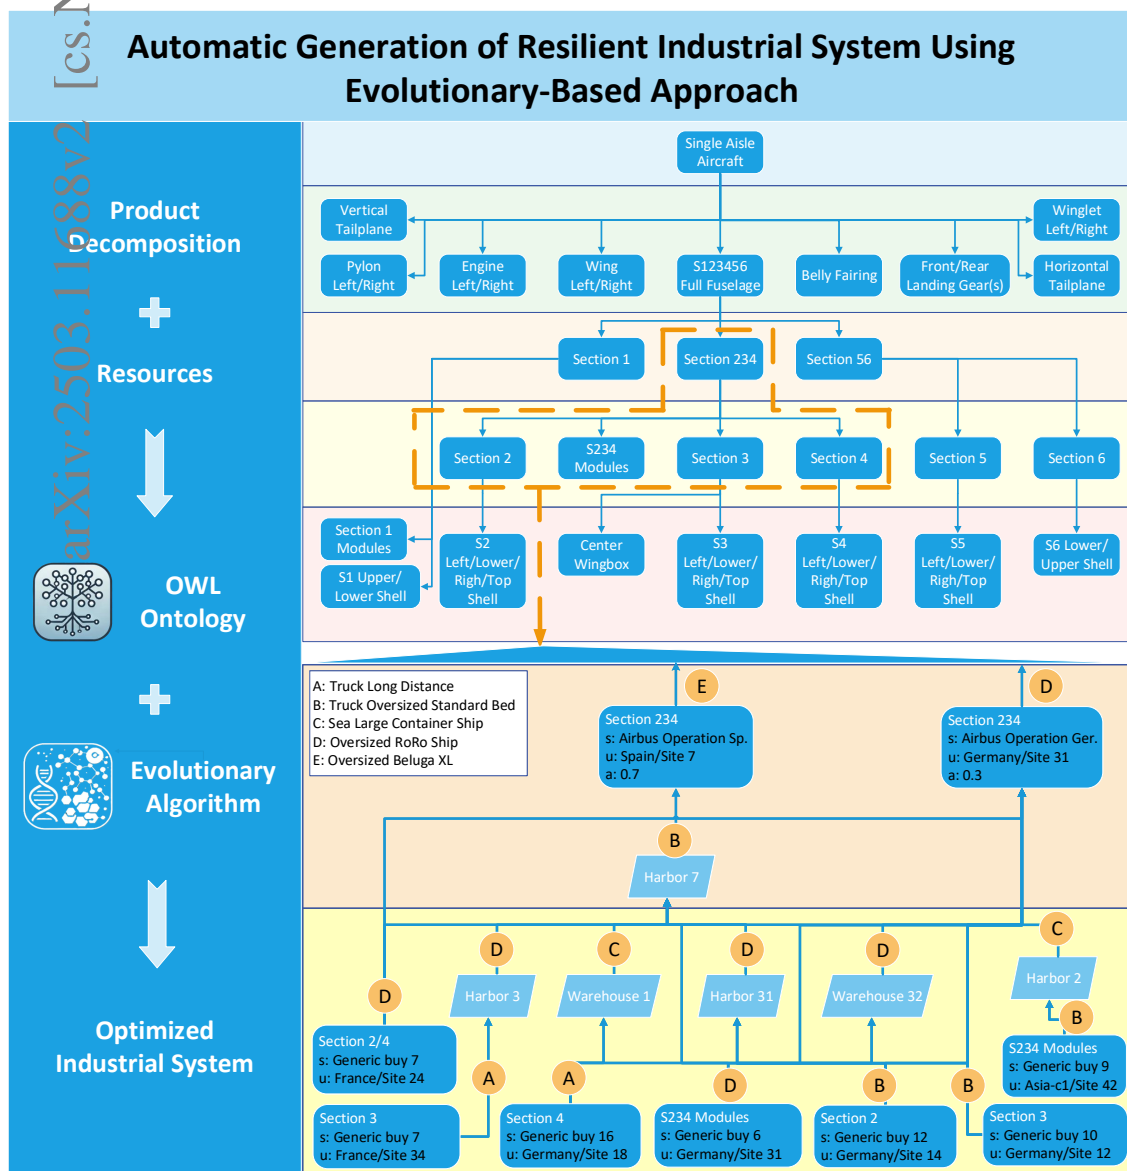 Automatic Generation of Resilient Industrial System Using
Evolutionary-Based Approach
arXiv:2503.11688v2 [cs.N
Product
Decomposition
Resources
OWL
Ontology
Evolutionary
Algorithm
Optimized
Industrial System
Single Aisle
Aircraft
Vertical
Tailplane
Winglet
Left/Right
Pylon
Left/Right
Engine
Left/Right
Wing
Left/Right
S123456
Full Fuselage
Belly Fairing
Front/Rear
Landing Gear(s)
Horizontal
Tailplane
Section 1
Section 234
Section 56
Section 2
S234
Modules
Section 3
Section 4
Section 5
Section 6
Section 1
Modules
S1 Upper/
Lower Shell
S2
Left/Lower/
Righ/Top
Shell
Center
Wingbox
S3
Left/Lower/
Righ/Top
Shell
S4
Left/Lower/
Righ/Top
Shell
S5
Left/Lower/
Righ/Top
Shell
S6 Lower/
Upper Shell
A: Truck Long Distance
B: Truck Oversized Standard Bed
C: Sea Large Container Ship
D: Oversized RoRo Ship
E: Oversized Beluga XL
E
D
Section 234
s: Airbus Operation Sp.
u: Spain/Site 7
a: 0.7
Section 234
s: Airbus Operation Ger.
u: Germany/Site 31
a: 0.3
B
Harbor 7
D
C
D
D
C
Harbor 3
Warehouse 1
Harbor 31
Warehouse 32
Harbor 2
D
B
Section 2/4
s: Generic buy 7
u: France/Site 24
S234 Modules
s: Generic buy 9
u: Asia-c1/Site 42
A
A
D
B
B
Section 3
s: Generic buy 7
u: France/Site 34
Section 4
s: Generic buy 16
u: Germany/Site 18
S234 Modules
s: Generic buy 6
u: Germany/Site 31
Section 2
s: Generic buy 12
u: Germany/Site 14
Section 3
s: Generic buy 10
u: Germany/Site 12